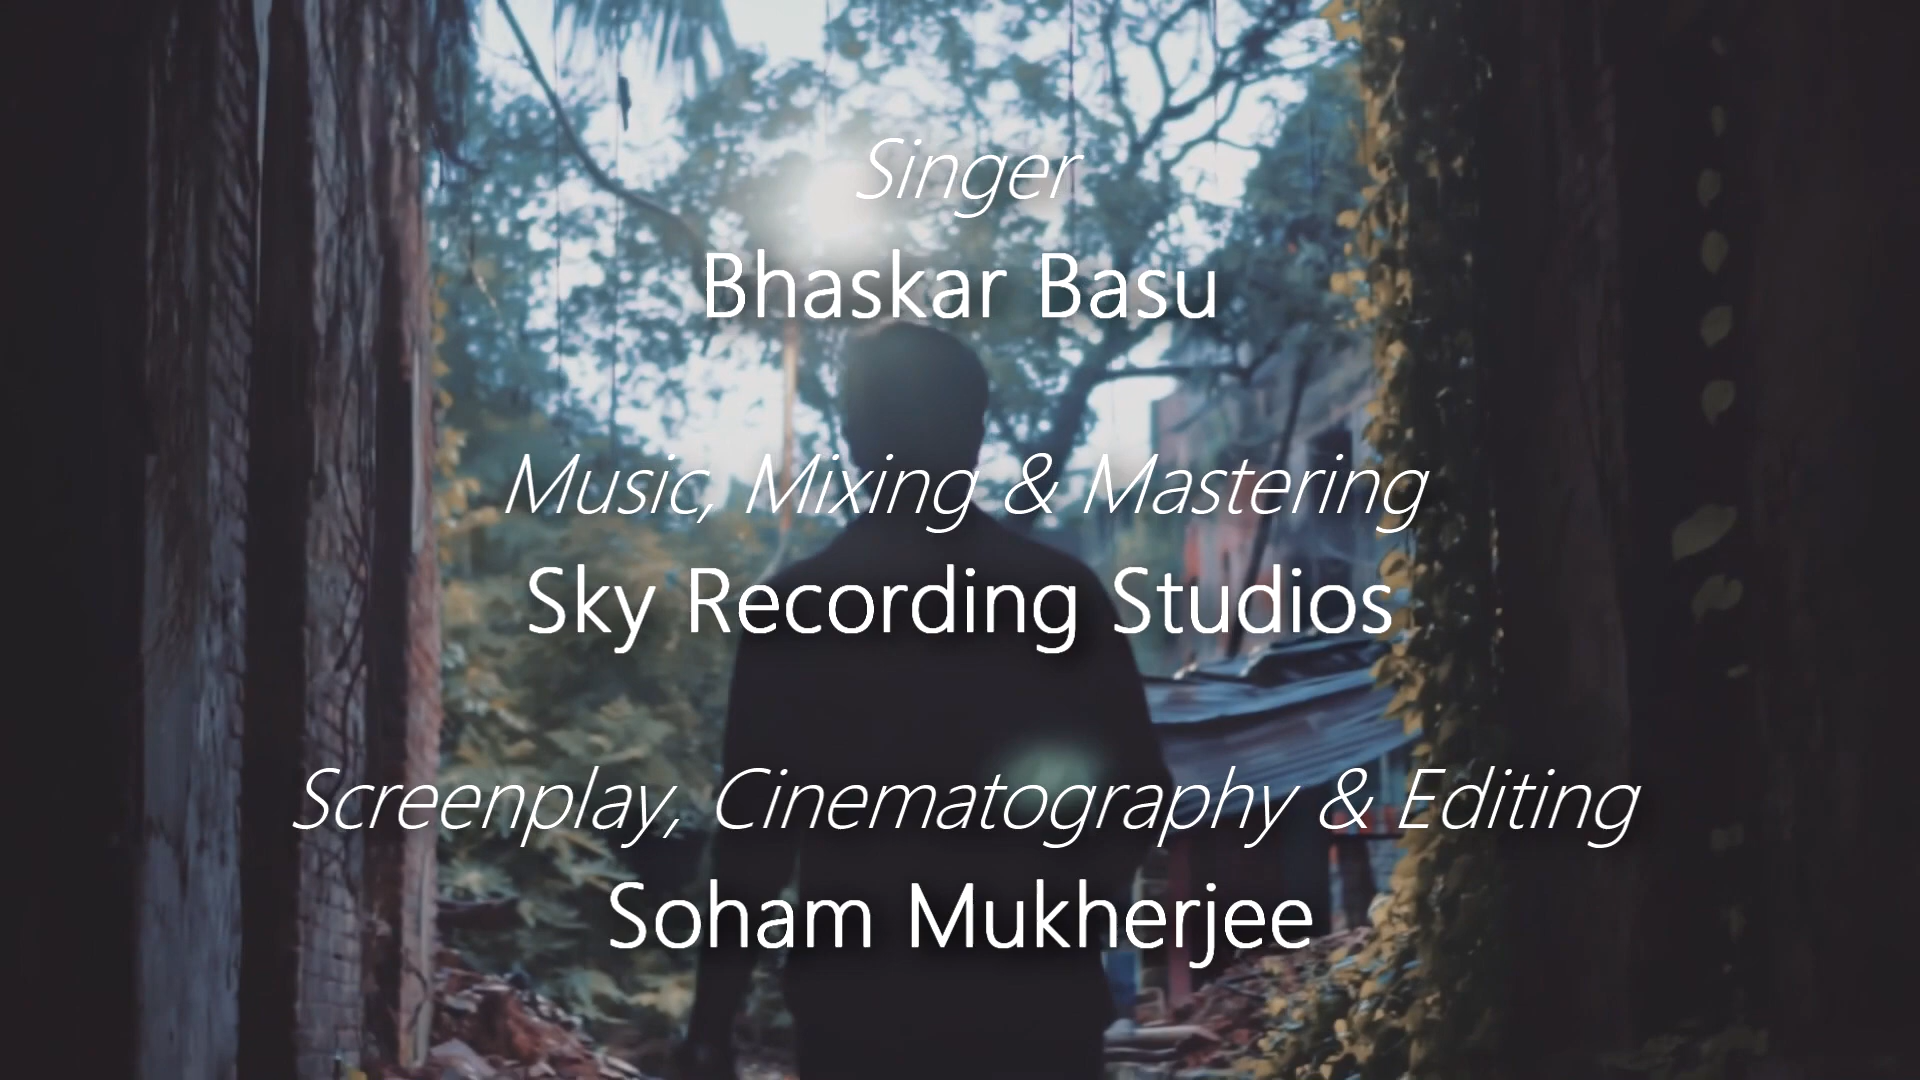 Singer
Bhaskar Basu
Music, Mixing & Mastering
Sky Recording Studios
Screenplay, Cinematography & Editing
Soham Mukherjee